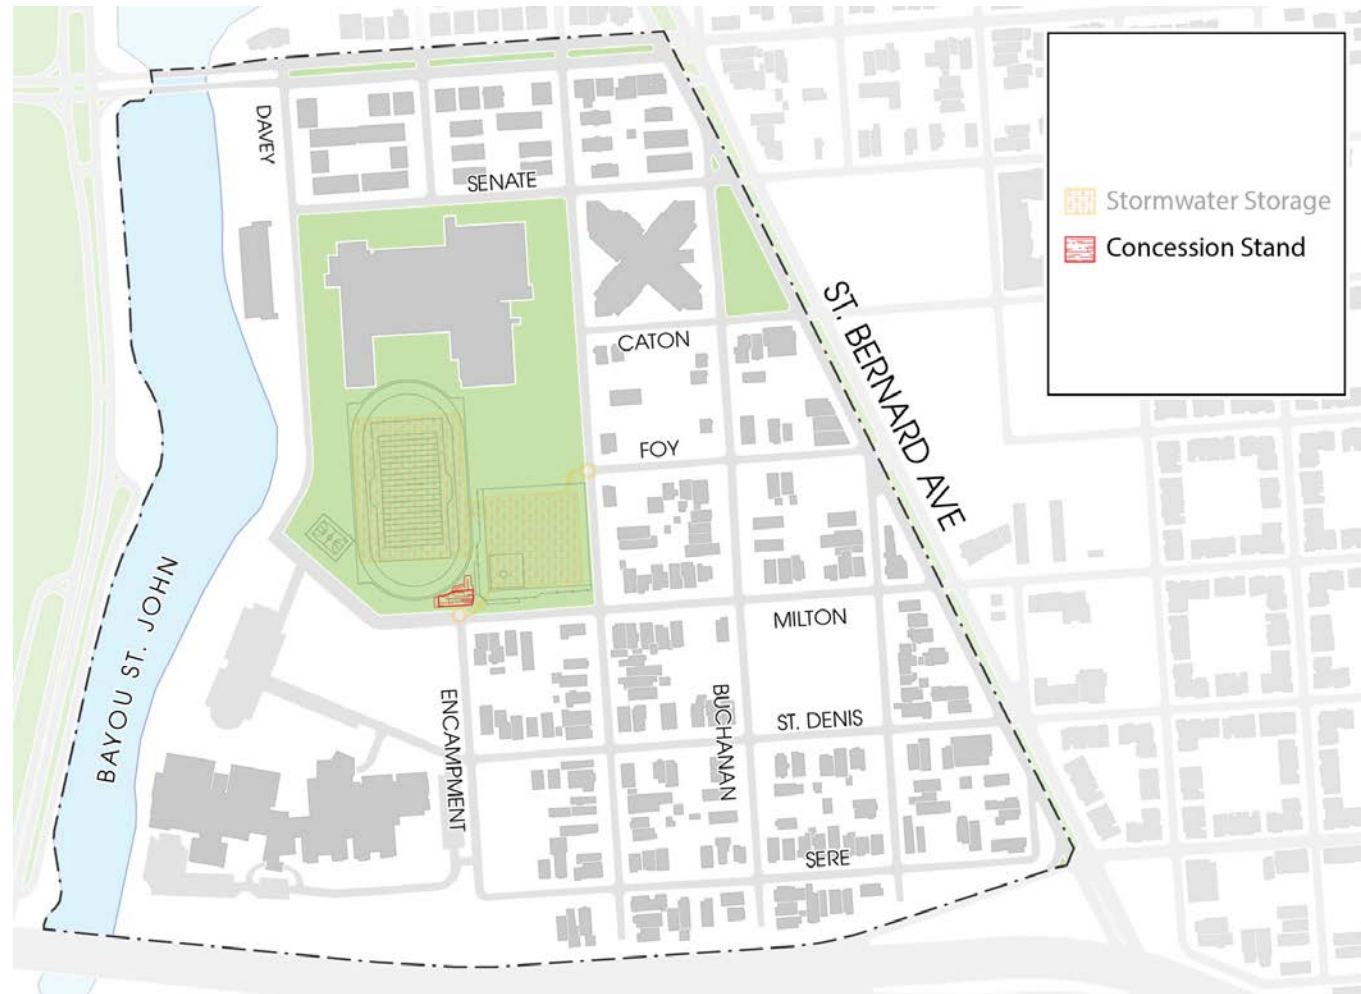 DAVEY
SENATE
Stormwater Storage
Concession Stand
ST. BERNARD AVE
CATON
FOY
BAYOU ST. JOHN
MILTON
ENCAMPMENT
BUCHANAN
ST. DENIS
SERE